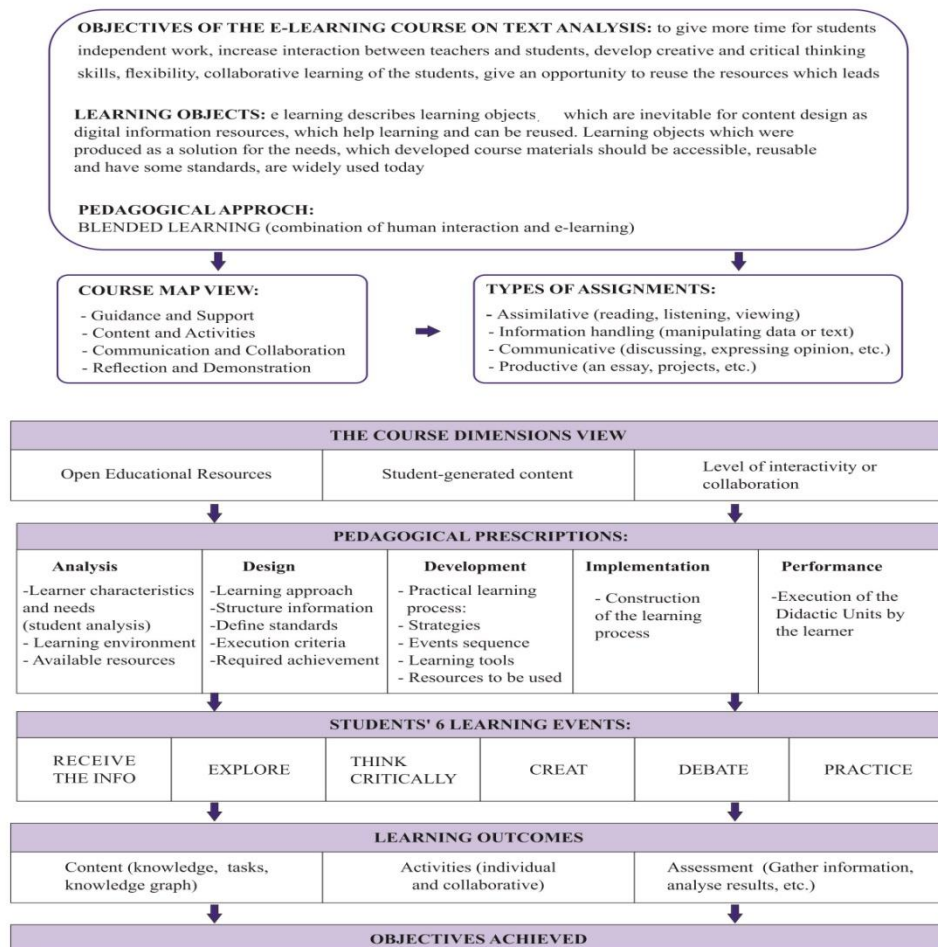 OBJECTIVES OF THE E-LEARNING COURSE ON TEXT ANALYSIS: to give more time for students
independent work, increase interaction between teachers and students, develop creative and critical thinking
skills, flexibility, collaborative learning of the students, give an opportunity to reuse the resources which leads
LEARNING OBJECTS: e learning describes learning objects, which are inevitable for content design as
digital information resources, which help learning and can be reused. Learning objects which were
produced as a solution for the needs, which developed course materials should be accessible, reusable
and have some standards, are widely used today
PEDAGOGICAL APPROCH:
BLENDED LEARNING (combination of human interaction and e-learning)
COURSE MAP VIEW:
- Guidance and Support
- Content and Activities
- Communication and Collaboration
- Reflection and Demonstration
TYPES OF ASSIGNMENTS:
- Assimilative (reading, listening, viewing)
- Information handling (manipulating data or text)
- Communicative (discussing, expressing opinion, etc.)
- Productive (an essay, projects, etc.)
THE COURSE DIMENSIONS VIEW
Open Educational Resources
Student-generated content
Level of interactivity or
collaboration
PEDAGOGICAL PRESCRIPTIONS:
Analysis
-Learner characteristics
and needs
(student analysis)
- Learning environment
- Available resources
Design
-Learning approach
-Structure information
-Define standards
-Execution criteria
-Required achievement
Development
- Practical learning
process:
- Strategies
- Events sequence
- Learning tools
- Resources to be used
Implementation
- Construction
of the learning
process
Performance
-Execution of the
Didactic Units by
the learner
STUDENTS' 6 LEARNING EVENTS:
RECEIVE
THE INFO
EXPLORE
THINK
CRITICALLY
CREAT
DEBATE
PRACTICE
LEARNING OUTCOMES
Content (knowledge, tasks,
knowledge graph)
Activities (individual
and collaborative)
Assessment (Gather information,
analyse results, etc.)
OBJECTIVES ACHIEVED